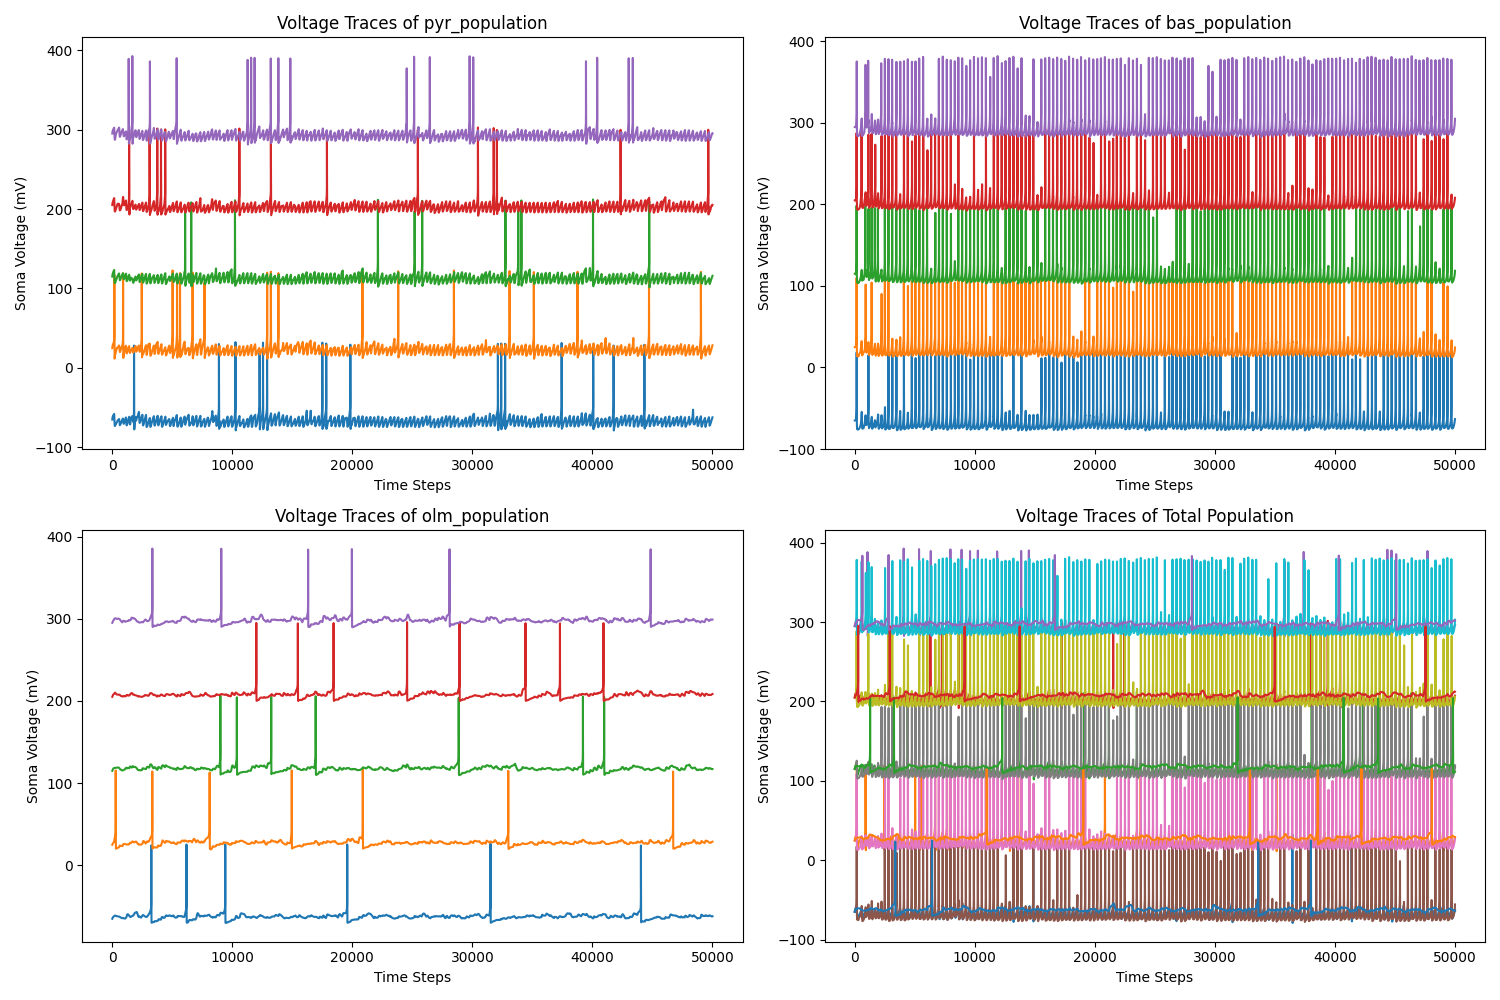 Voltage Traces of pyr_population
400
300
200
100
0
−100
Soma Voltage (mV)
0 10000 20000 30000 40000 50000
Time Steps
Voltage Traces of bas_population
400
300
200
100
0
−100
Soma Voltage (mV)
0 10000 20000 30000 40000 50000
Time Steps
Voltage Traces of olm_population
400
300
200
100
0
Soma Voltage (mV)
0 10000 20000 30000 40000 50000
Time Steps
Voltage Traces of Total Population
400
300
200
100
0
−100
Soma Voltage (mV)
0 10000 20000 30000 40000 50000
Time Steps